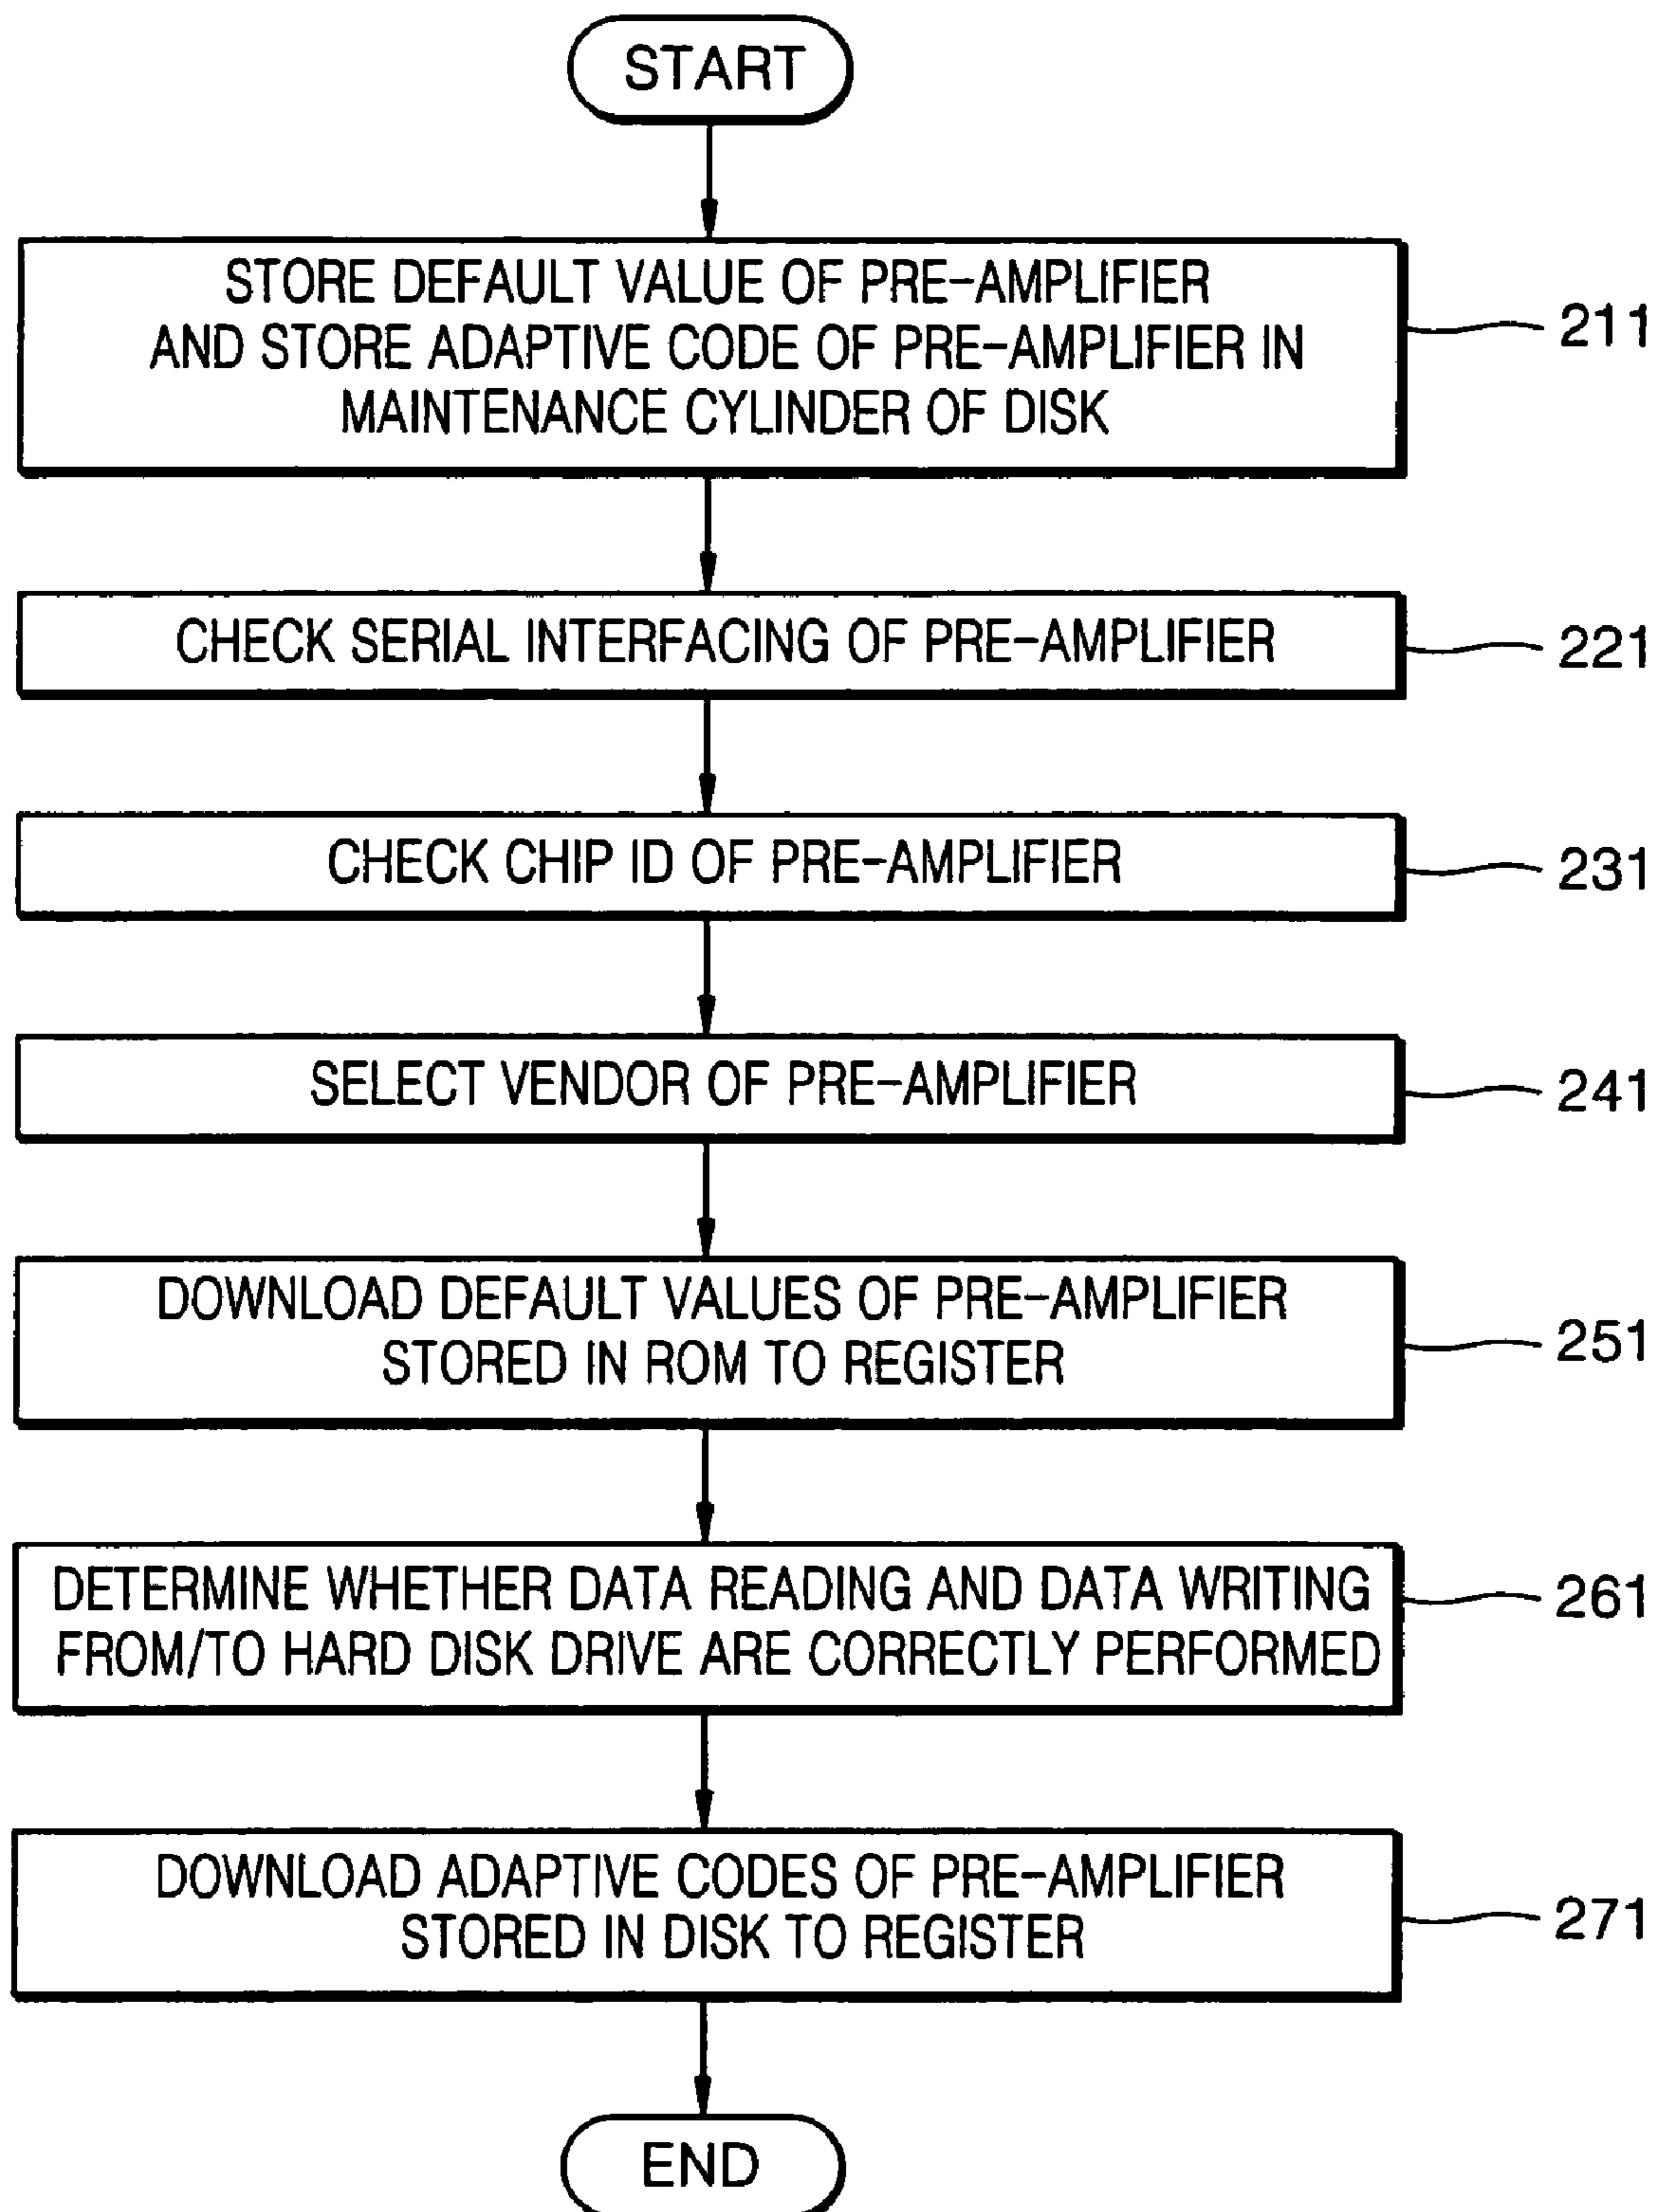 START
STORE DEFAULT VALUE OF PRE-AMPLIFIER
AND STORE ADAPTIVE CODE OF PRE-AMPLIFIER IN
MAINTENANCE CYLINDER OF DISK
211
CHECK SERIAL INTERFACING OF PRE-AMPLIFIER
221
CHECK CHIP ID OF PRE-AMPLIFIER
231
SELECT VENDOR OF PRE-AMPLIFIER
241
DOWNLOAD DEFAULT VALUES OF PRE-AMPLIFIER
STORED IN ROM TO REGISTER
251
DETERMINE WHETHER DATA READING AND DATA WRITING
FROM/TO HARD DISK DRIVE ARE CORRECTLY PERFORMED
261
DOWNLOAD ADAPTIVE CODES OF PRE-AMPLIFIER
STORED IN DISK TO REGISTER
271
END